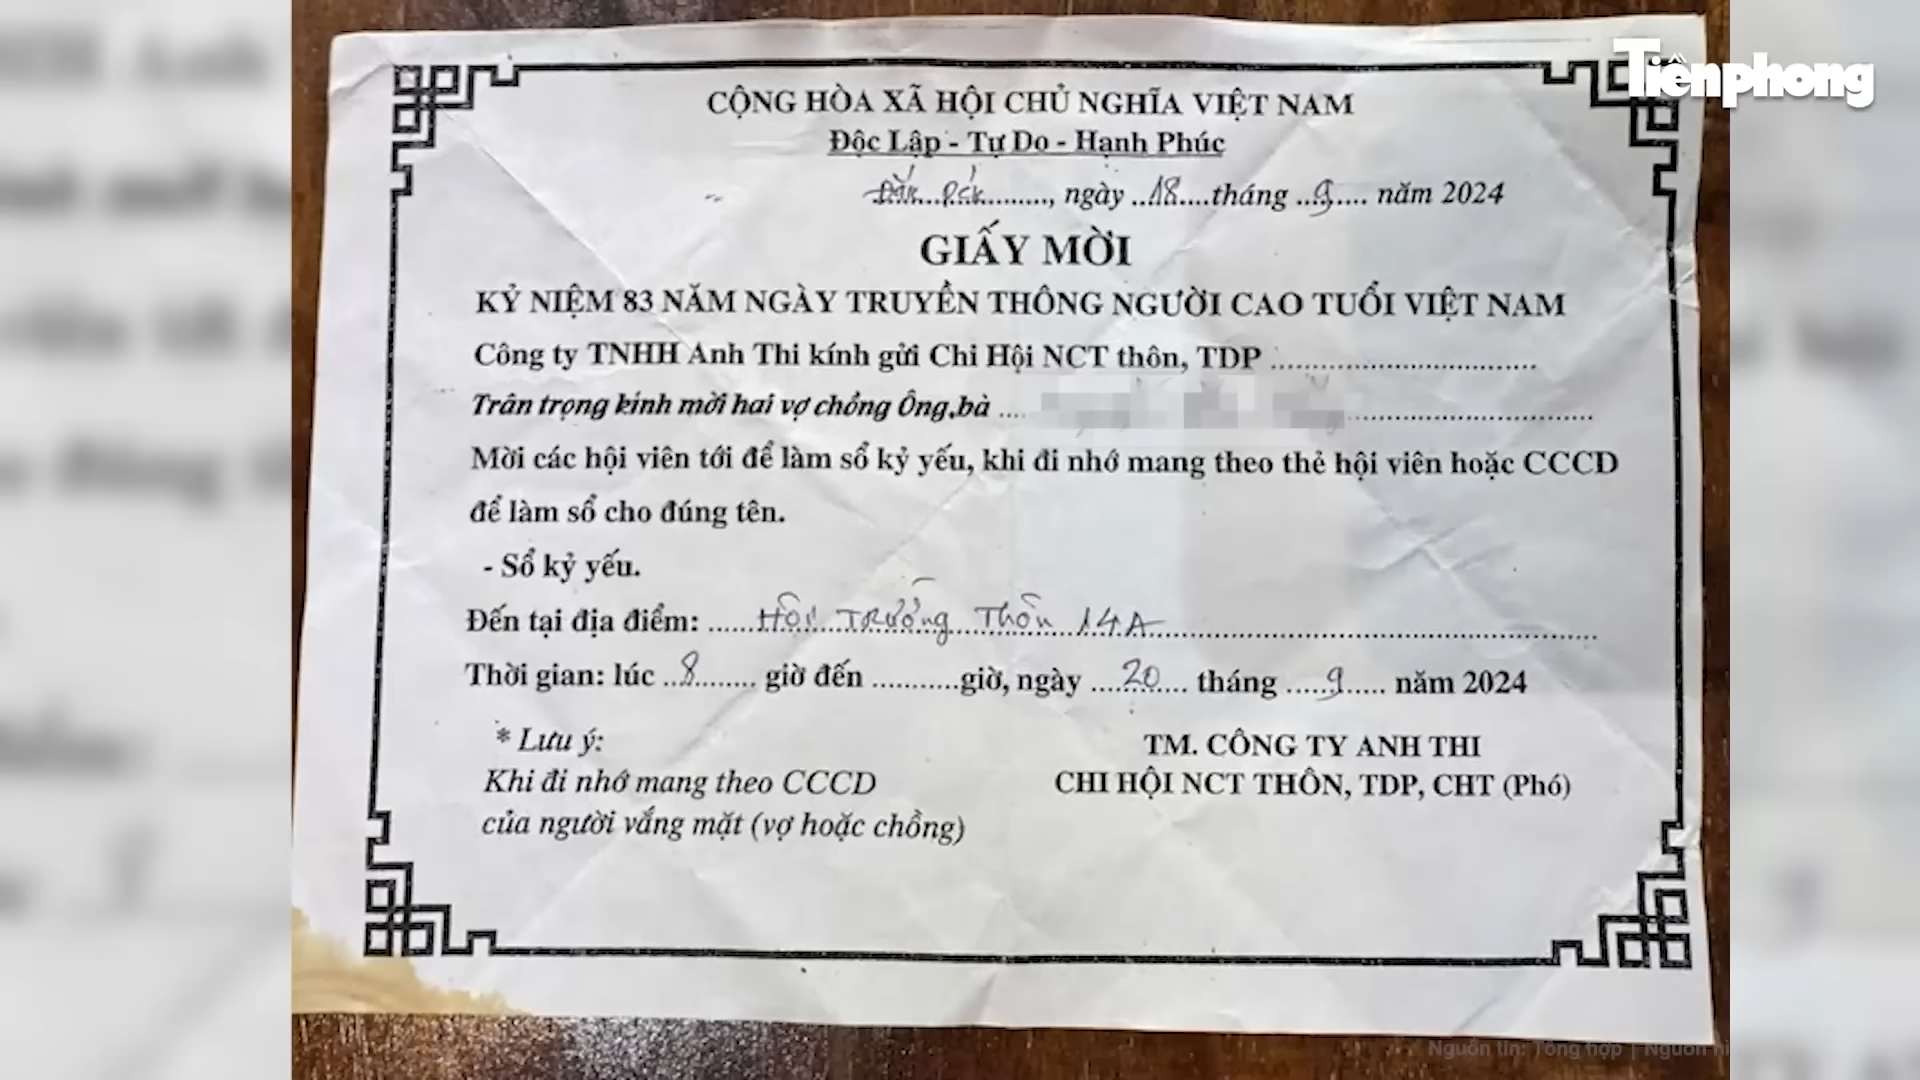 Tiềnphong
CỘNG HÒA XÃ HỘI CHỦ NGHĨA VIỆT NAM
Độc Lập - Tự Do - Hạnh Phúc
........., ngày ..18....tháng ..9.... năm 2024
GIẤY MỜI
KỶ NIỆM 83 NĂM NGÀY TRUYỀN THÔNG NGƯỜI CAO TUỔI VIỆT NAM
Công ty TNHH Anh Thi kính gửi Chi Hội NCT thôn, TDP ................................
Trân trọng kính mời hai vợ chồng Ông,bà ....
Mời các hội viên tới để làm sổ kỷ yếu, khi đi nhớ mang theo thẻ hội viên hoặc CCCD
để làm sổ cho đúng tên.
- Sổ kỷ yếu.
Đến tại địa điểm: ......Hội Trường Thôn 14A......
Thời gian: lúc ...8........ giờ đến ...........giờ, ngày ....20.... tháng .....9..... năm 2024
* Lưu ý:
Khi đi nhớ mang theo CCCD
của người vắng mặt (vợ hoặc chồng)
TM. CÔNG TY ANH THI
CHI HỘI NCT THÔN, TDP, CHT (Phó)
Nguồn tin: Tổng hợp | Nguồn